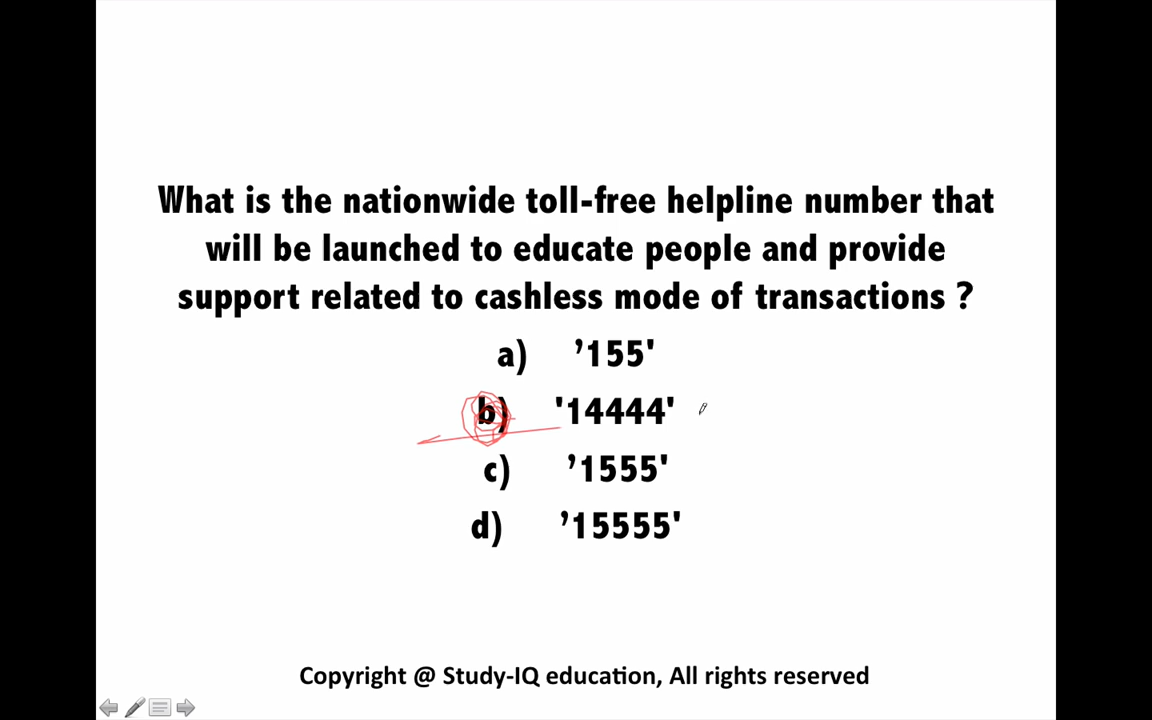 What is the nationwide toll-free helpline number that
will be launched to educate people and provide
support related to cashless mode of transactions ?
a) ’155'
b) '14444'
c) ’1555'
d) ’15555'
Copyright @ Study-IQ education, All rights reserved